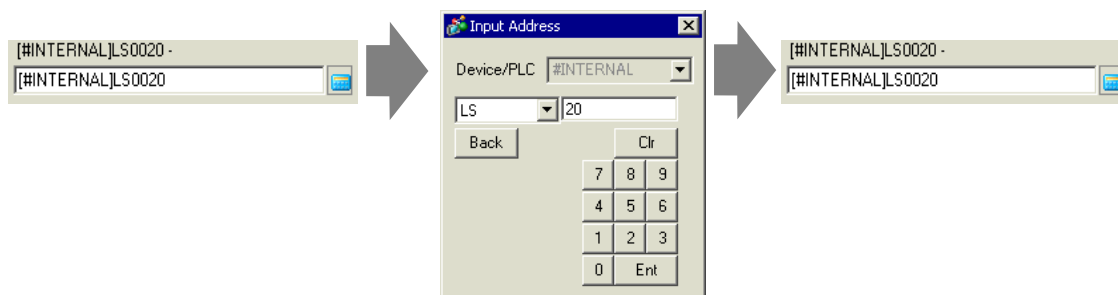 [#INTERNAL]LS0020 -
[#INTERNAL]LS0020
Input Address
Device/PLC #INTERNAL
LS 20
Back Clr
7 8 9
4 5 6
1 2 3
0 Ent
[#INTERNAL]LS0020 -
[#INTERNAL]LS0020